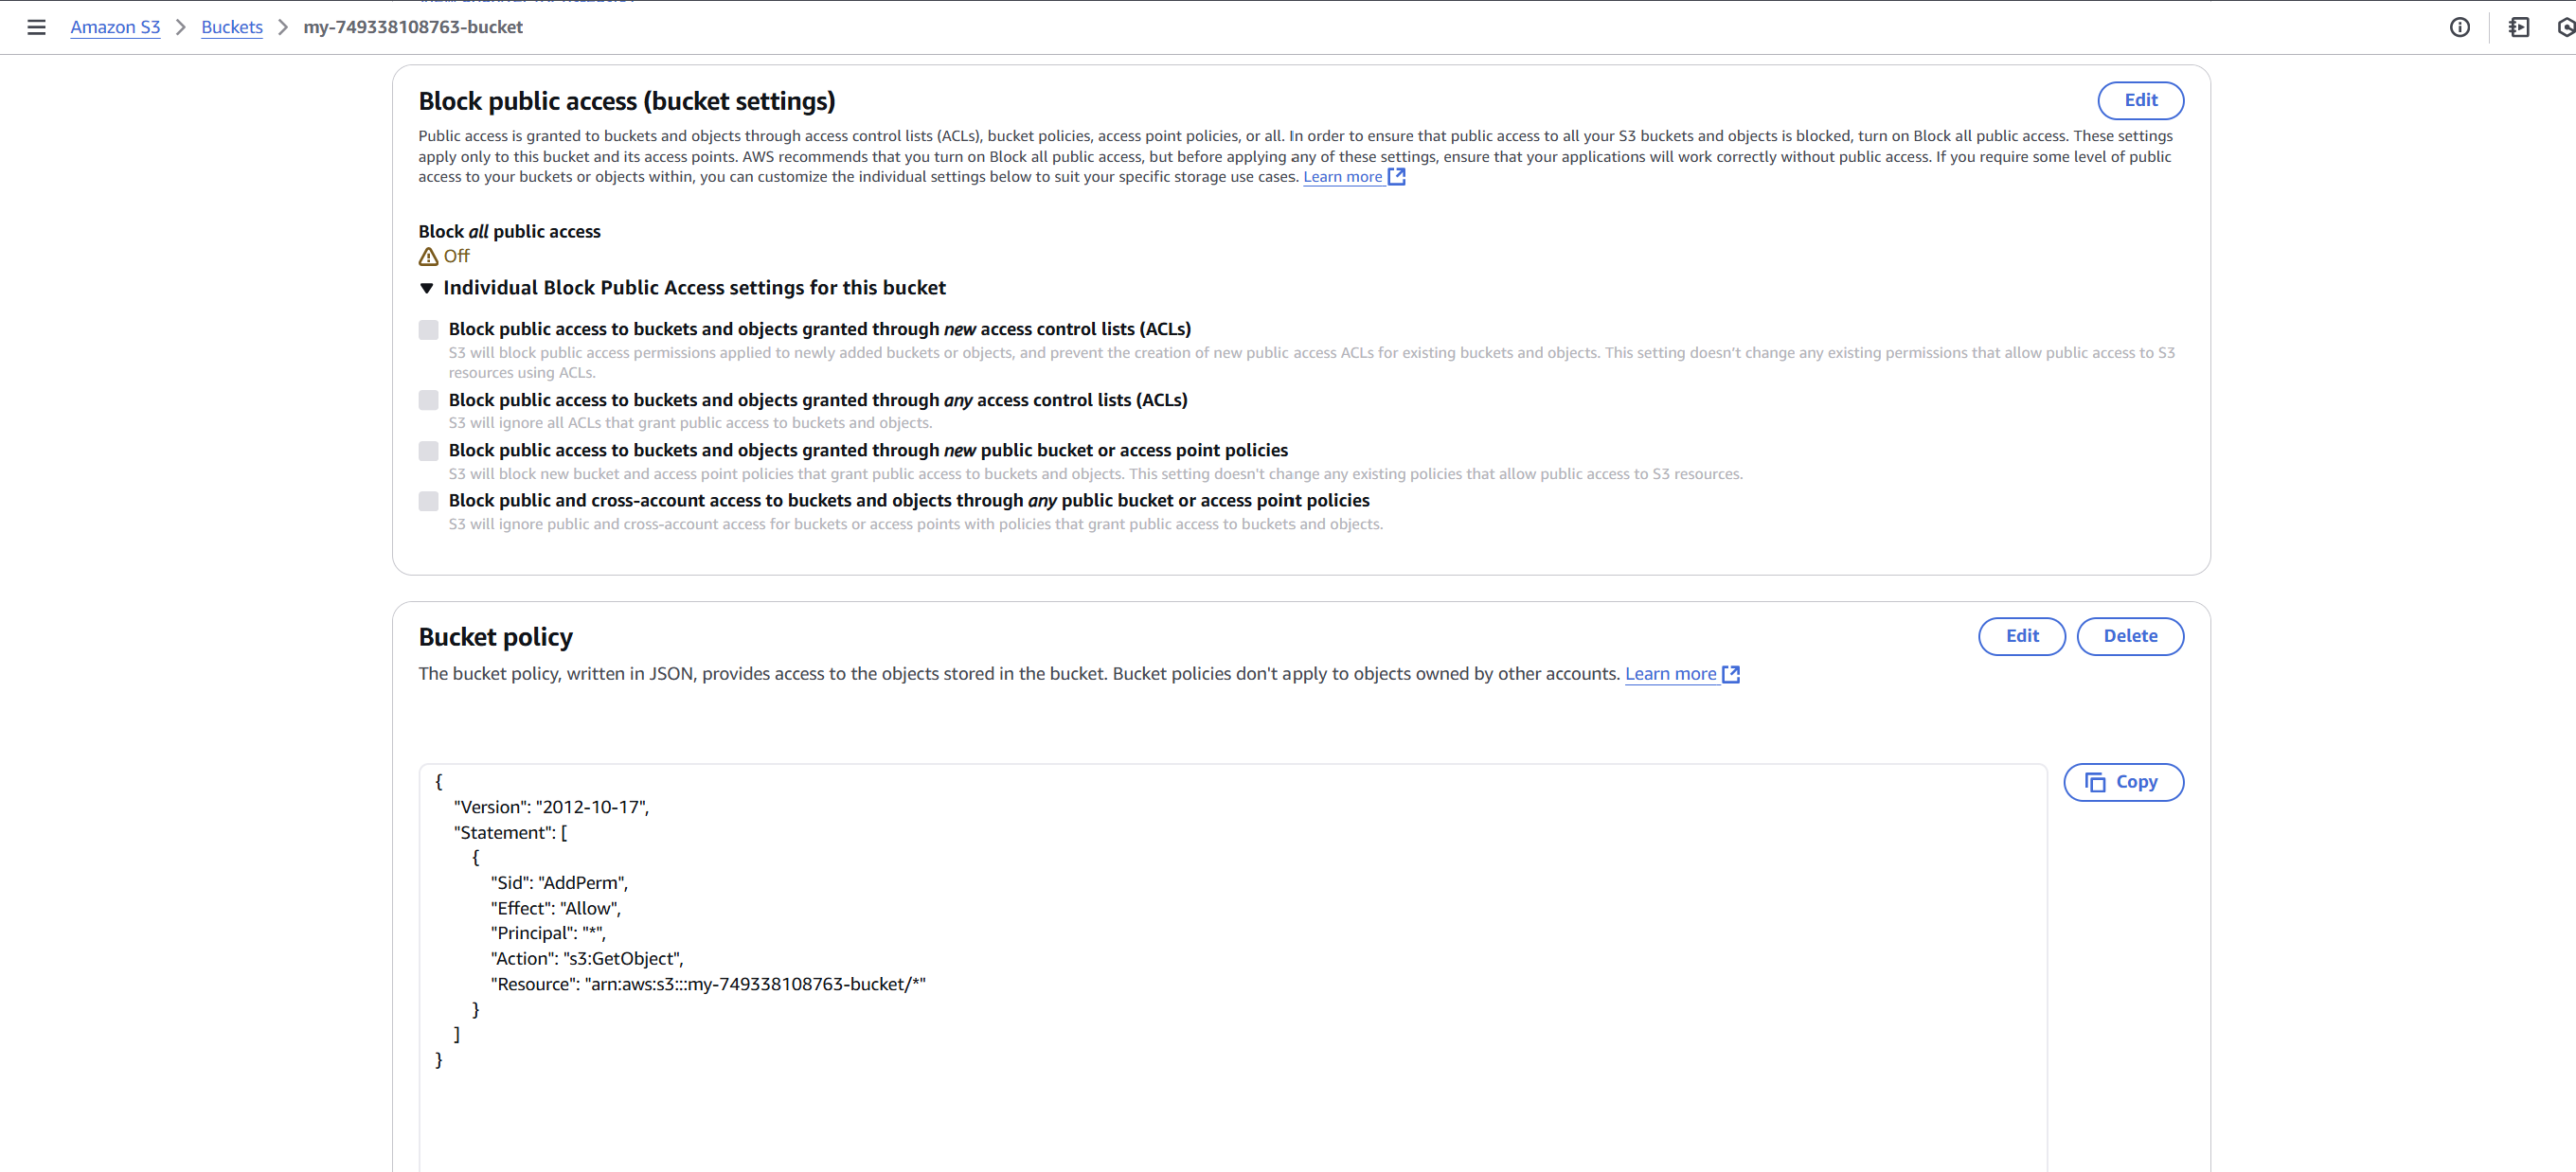 Amazon S3 > Buckets > my-749338108763-bucket
Block public access (bucket settings)
Edit
Public access is granted to buckets and objects through access control lists (ACLs), bucket policies, access point policies, or all. In order to ensure that public access to all your S3 buckets and objects is blocked, turn on Block all public access. These settings
apply only to this bucket and its access points. AWS recommends that you turn on Block all public access, but before applying any of these settings, ensure that your applications will work correctly without public access. If you require some level of public
access to your buckets or objects within, you can customize the individual settings below to suit your specific storage use cases. Learn more
Block all public access
Off
Individual Block Public Access settings for this bucket
Block public access to buckets and objects granted through new access control lists (ACLs)
S3 will block public access permissions applied to newly added buckets or objects, and prevent the creation of new public access ACLs for existing buckets and objects. This setting doesn't change any existing permissions that allow public access to S3
resources using ACLs.
Block public access to buckets and objects granted through any access control lists (ACLs)
S3 will ignore all ACLs that grant public access to buckets and objects.
Block public access to buckets and objects granted through new public bucket or access point policies
S3 will block new bucket and access point policies that grant public access to buckets and objects. This setting doesn't change any existing policies that allow public access to S3 resources.
Block public and cross-account access to buckets and objects through any public bucket or access point policies
S3 will ignore public and cross-account access for buckets or access points with policies that grant public access to buckets and objects.
Bucket policy
Edit
Delete
The bucket policy, written in JSON, provides access to the objects stored in the bucket. Bucket policies don't apply to objects owned by other accounts. Learn more
Copy
{
"Version": "2012-10-17",
"Statement": [
{
"Sid": "AddPerm",
"Effect": "Allow",
"Principal": "*",
"Action": "s3:GetObject",
"Resource": "arn:aws:s3:::my-749338108763-bucket/*"
}
]
}